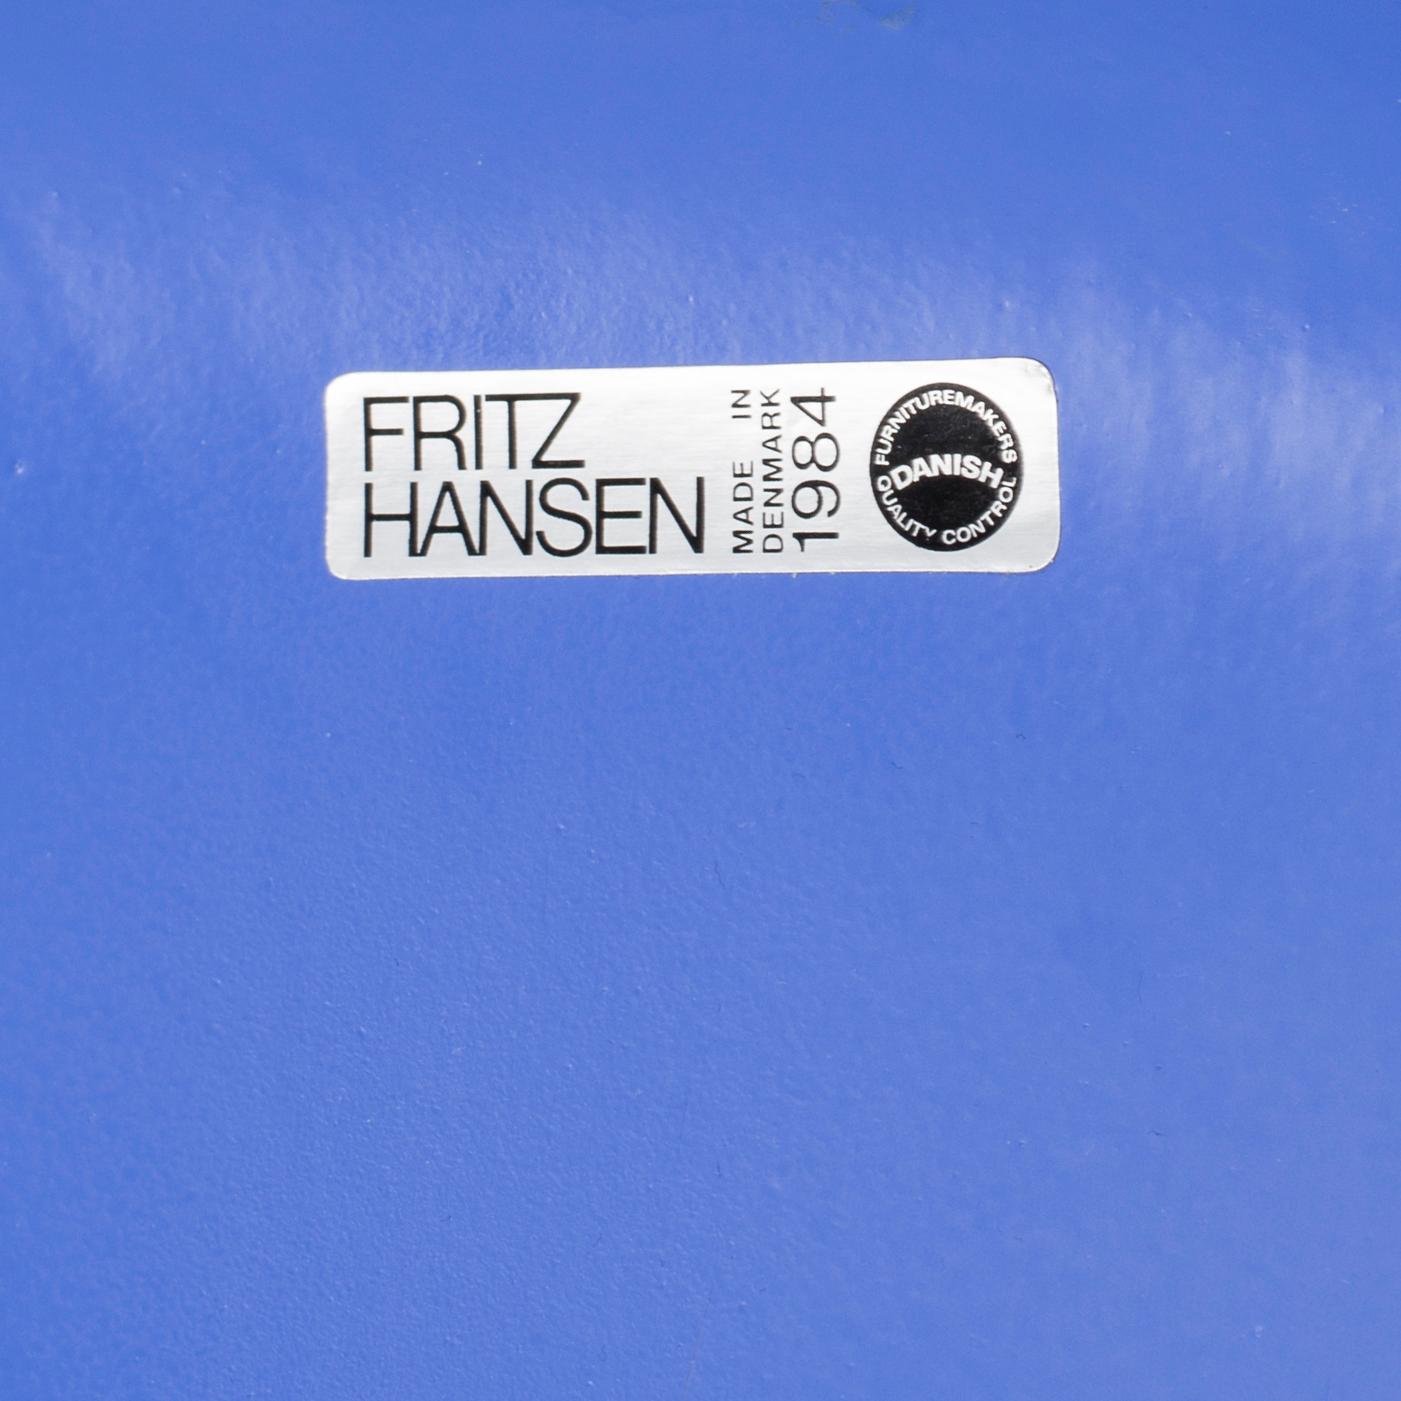 FRITZ
HANSEN
MADE IN
DENMARK
1984
FURNITUREMAKERS
DANISH
QUALITY CONTROL